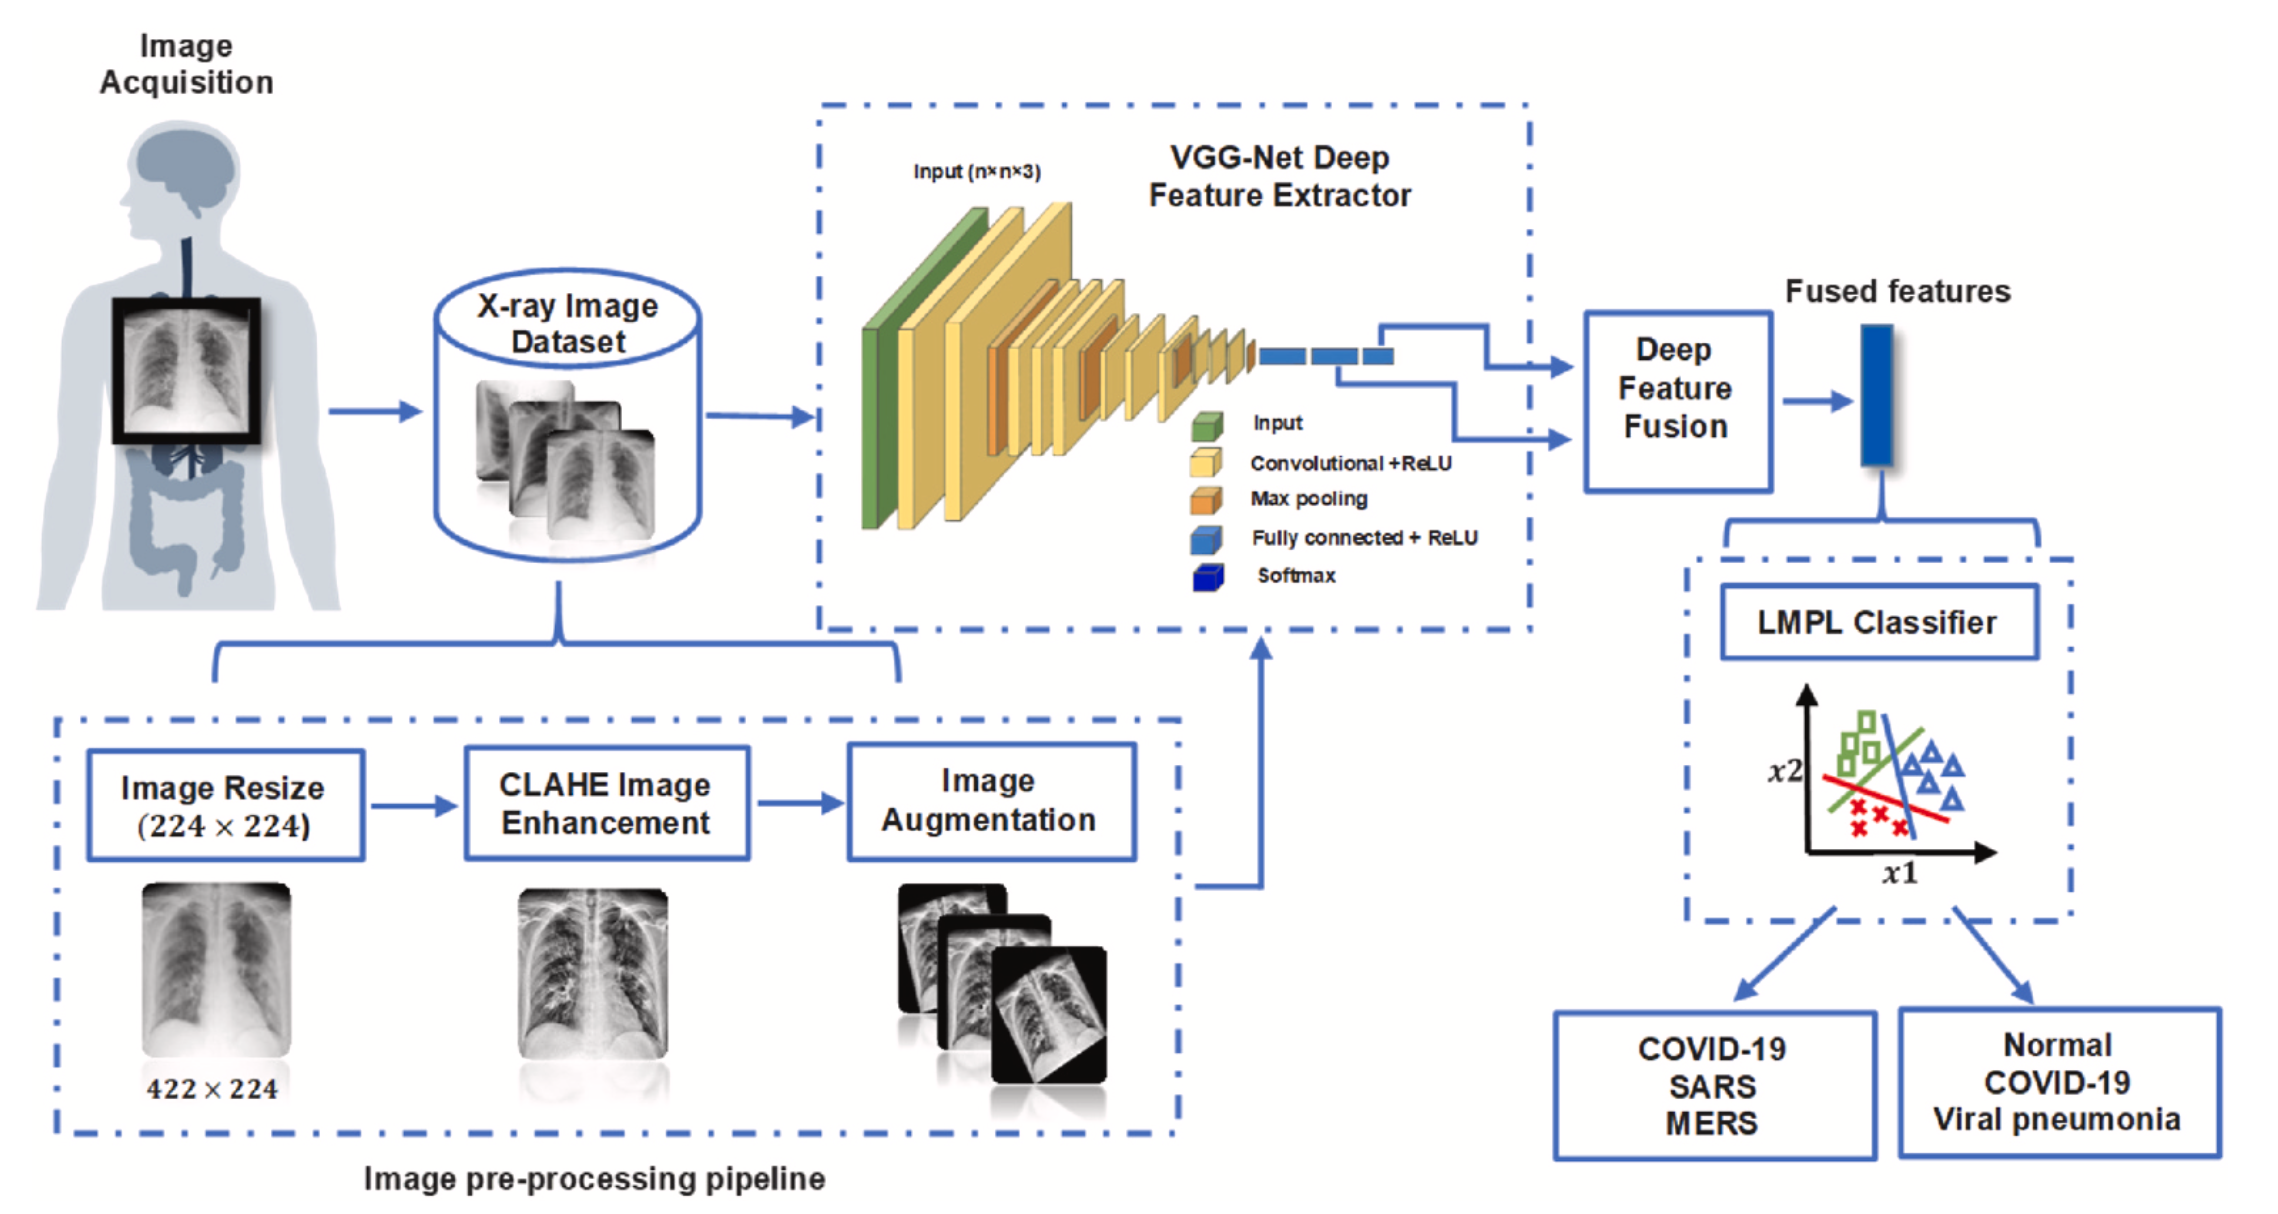 Image
Acquisition
X-ray Image
Dataset
Input (n×n×3)
VGG-Net Deep
Feature Extractor
Input
Convolutional +ReLU
Max pooling
Fully connected + ReLU
Softmax
Deep
Feature
Fusion
Fused features
LMPL Classifier
x2
x1
COVID-19
SARS
MERS
Normal
COVID-19
Viral pneumonia
Image Resize
(224 × 224)
CLAHE Image
Enhancement
Image
Augmentation
422 × 224
Image pre-processing pipeline